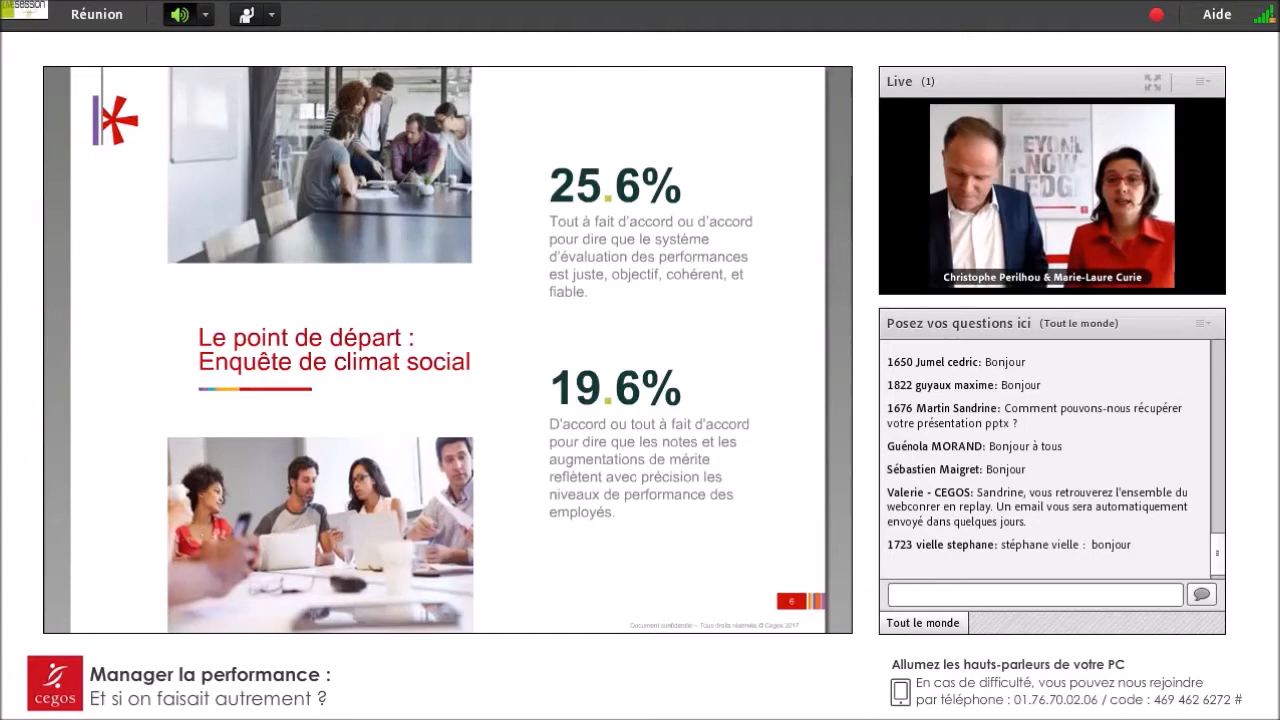 SESSION
Réunion
Aide
25.6%
Tout à fait d'accord ou d'accord
pour dire que le système
d'évaluation des performances
est juste, objectif, cohérent, et
fiable.
Le point de départ :
Enquête de climat social
19.6%
D'accord ou tout à fait d'accord
pour dire que les notes et les
augmentations de mérite
reflètent avec précision les
niveaux de performance des
employés.
6
Document confidentiel – Tous droits réservés © Cegos 2017
Live (1)
Christophe Perilhou & Marie-Laure Curie
Posez vos questions ici (Tout le monde)
1650 Jumel cedric: Bonjour
1822 guyaux maxime: Bonjour
1676 Martin Sandrine: Comment pouvons-nous récupérer
votre présentation pptx ?
Guénola MORAND: Bonjour à tous
Sébastien Maigret: Bonjour
Valerie - CEGOS: Sandrine, vous retrouverez l'ensemble du
webconrer en replay. Un email vous sera automatiquement
envoyé dans quelques jours.
1723 vielle stephane: stéphane vielle : bonjour
Tout le monde
cegos
Manager la performance :
Et si on faisait autrement ?
Allumez les hauts-parleurs de votre PC
En cas de difficulté, vous pouvez nous rejoindre
par téléphone : 01.76.70.02.06 / code : 469 462 6272 #